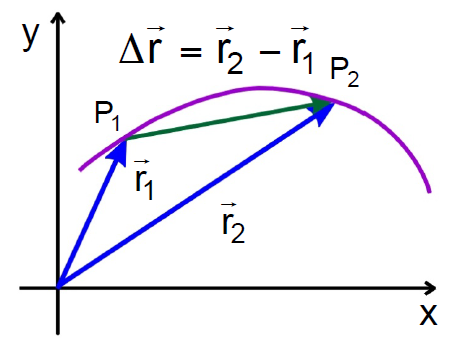 y
Δr⃗ = r⃗₂ − r⃗₁
P₂
P₁
r⃗₁
r⃗₂
x